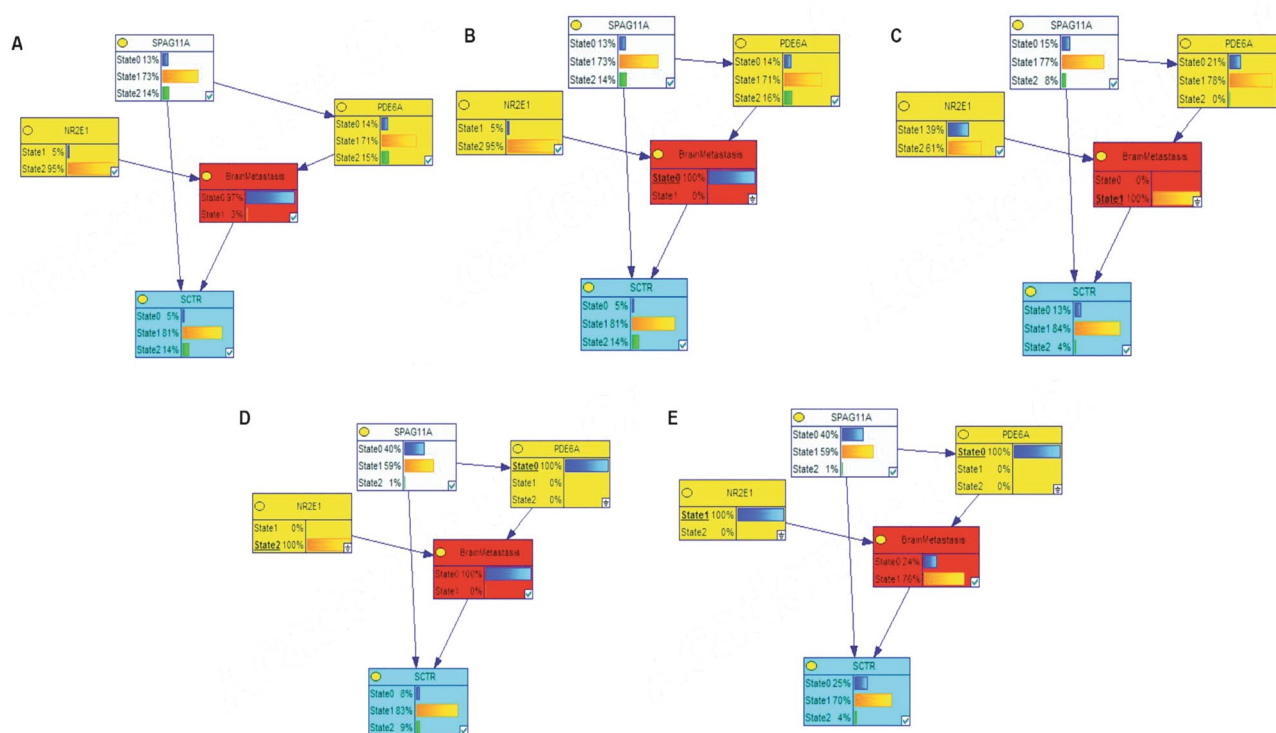 A
SPAG11A
State0 13%
State1 73%
State2 14%
PDE6A
State0 14%
State1 71%
State2 15%
NR2E1
State1 5%
State2 95%
BrainMetastasis
State0 97%
State1 3%
SCTR
State0 5%
State1 81%
State2 14%
B
SPAG11A
State0 13%
State1 73%
State2 14%
PDE6A
State0 14%
State1 71%
State2 16%
NR2E1
State1 5%
State2 95%
BrainMetastasis
State0 100%
State1 0%
SCTR
State0 5%
State1 81%
State2 14%
C
SPAG11A
State0 15%
State1 77%
State2 8%
PDE6A
State0 21%
State1 78%
State2 0%
NR2E1
State1 39%
State2 61%
BrainMetastasis
State0 0%
State1 100%
SCTR
State0 13%
State1 84%
State2 4%
D
SPAG11A
State0 40%
State1 59%
State2 1%
PDE6A
State0 100%
State1 0%
State2 0%
NR2E1
State1 0%
State2 100%
BrainMetastasis
State0 100%
State1 0%
SCTR
State0 8%
State1 83%
State2 9%
E
SPAG11A
State0 40%
State1 59%
State2 1%
PDE6A
State0 100%
State1 0%
State2 0%
NR2E1
State1 100%
State2 0%
BrainMetastasis
State0 24%
State1 76%
SCTR
State0 25%
State1 70%
State2 4%